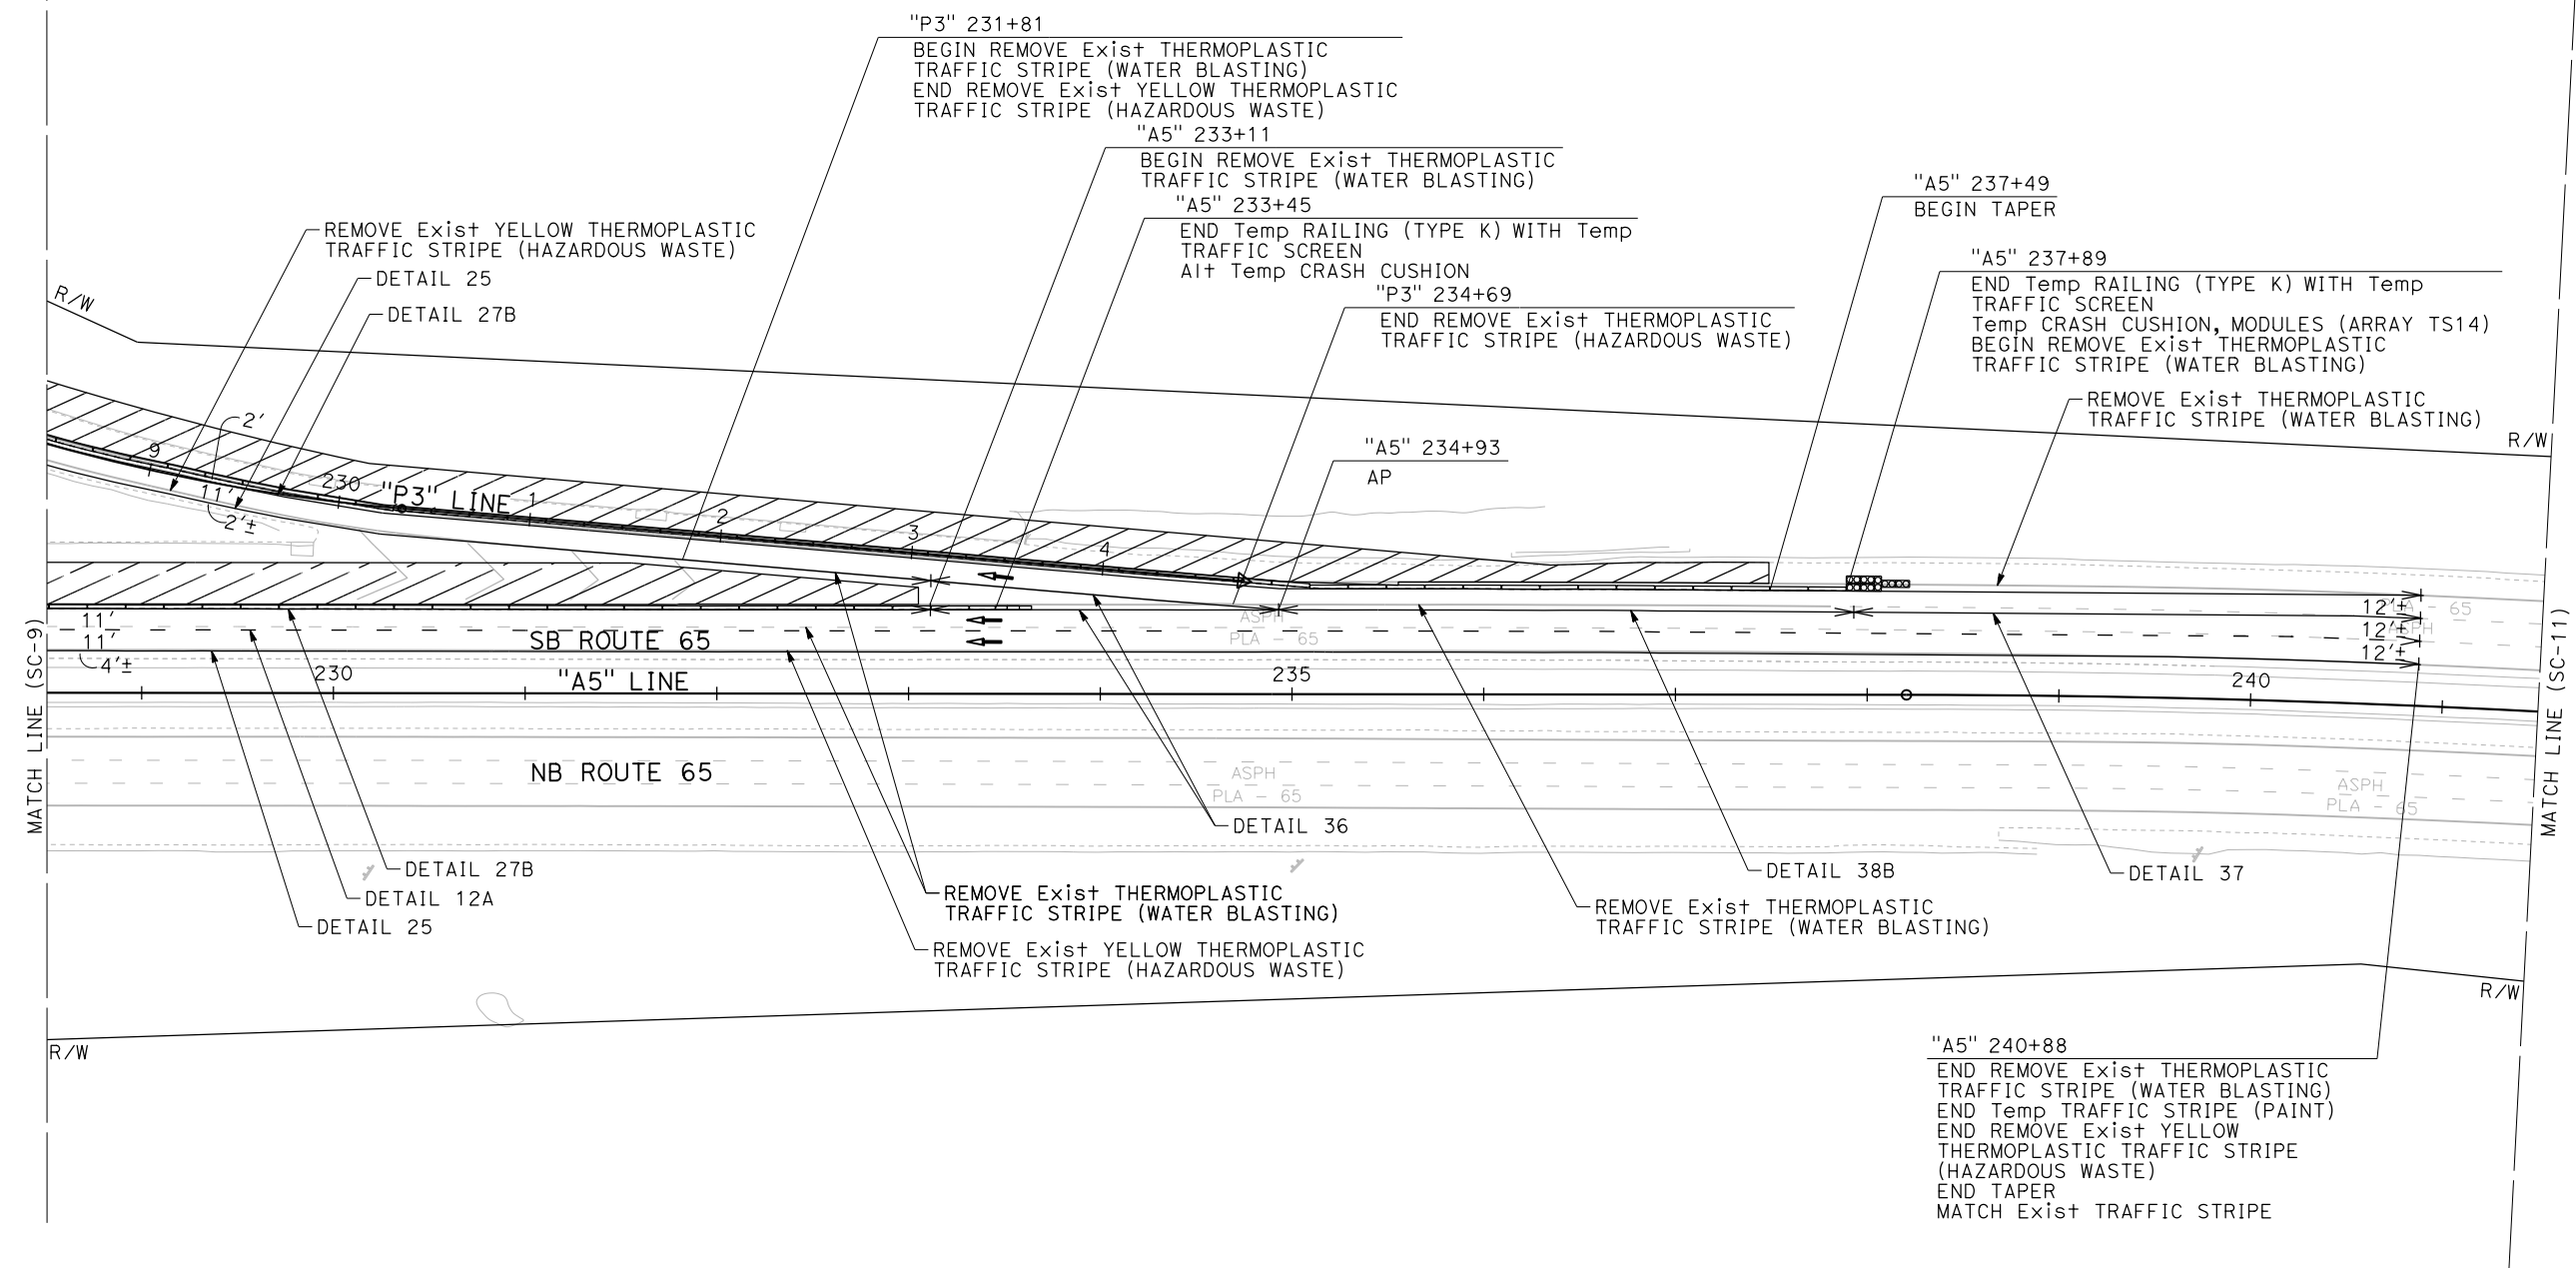 "P3" 231+81
BEGIN REMOVE Exist THERMOPLASTIC
TRAFFIC STRIPE (WATER BLASTING)
END REMOVE Exist YELLOW THERMOPLASTIC
TRAFFIC STRIPE (HAZARDOUS WASTE)
"A5" 233+11
BEGIN REMOVE Exist THERMOPLASTIC
TRAFFIC STRIPE (WATER BLASTING)
"A5" 233+45
END Temp RAILING (TYPE K) WITH Temp
TRAFFIC SCREEN
Alt Temp CRASH CUSHION
"P3" 234+69
END REMOVE Exist THERMOPLASTIC
TRAFFIC STRIPE (HAZARDOUS WASTE)
"A5" 234+93
AP
"A5" 237+49
BEGIN TAPER
"A5" 237+89
END Temp RAILING (TYPE K) WITH Temp
TRAFFIC SCREEN
Temp CRASH CUSHION, MODULES (ARRAY TS14)
BEGIN REMOVE Exist THERMOPLASTIC
TRAFFIC STRIPE (WATER BLASTING)
REMOVE Exist THERMOPLASTIC
TRAFFIC STRIPE (WATER BLASTING)
R/W
REMOVE Exist YELLOW THERMOPLASTIC
TRAFFIC STRIPE (HAZARDOUS WASTE)
DETAIL 25
DETAIL 27B
R/W
2'
9
11'
2'±
230
"P3" LINE
1
2
3
4
MATCH LINE (SC-9)
11'
11'
4'±
SB ROUTE 65
230
"A5" LINE
235
240
ASPH
PLA - 65
12'±
12'±
12'±
PLA - 65
ASPH
MATCH LINE (SC-11)
NB ROUTE 65
ASPH
PLA - 65
ASPH
PLA - 65
DETAIL 36
DETAIL 27B
DETAIL 12A
DETAIL 25
REMOVE Exist THERMOPLASTIC
TRAFFIC STRIPE (WATER BLASTING)
REMOVE Exist YELLOW THERMOPLASTIC
TRAFFIC STRIPE (HAZARDOUS WASTE)
DETAIL 38B
REMOVE Exist THERMOPLASTIC
TRAFFIC STRIPE (WATER BLASTING)
DETAIL 37
R/W
R/W
"A5" 240+88
END REMOVE Exist THERMOPLASTIC
TRAFFIC STRIPE (WATER BLASTING)
END Temp TRAFFIC STRIPE (PAINT)
END REMOVE Exist YELLOW
THERMOPLASTIC TRAFFIC STRIPE
(HAZARDOUS WASTE)
END TAPER
MATCH Exist TRAFFIC STRIPE